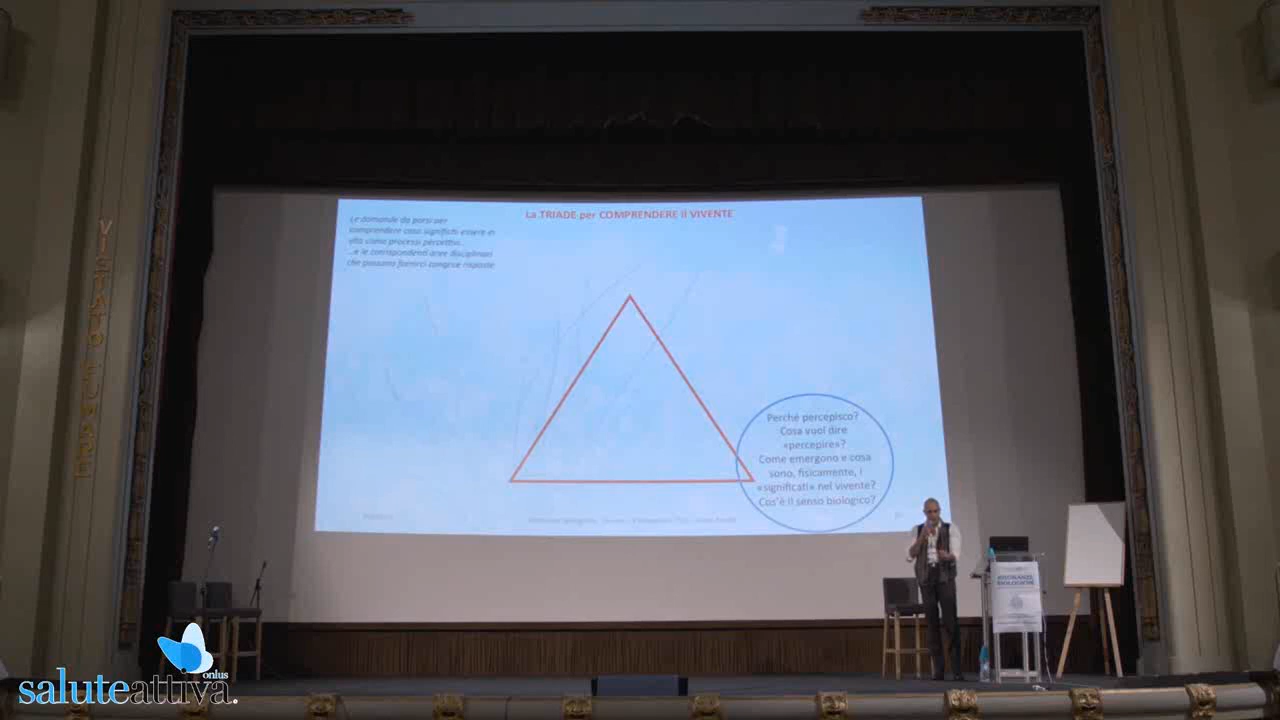 La TRIADE per COMPRENDERE il VIVENTE
Le domande da porsi per
comprendere cosa significhi essere in
vita come processi percettivi...
...e le corrispondenti aree disciplinari
che possano fornirci congrue risposte
Perché percepisco?
Cosa vuol dire
«percepire»?
Come emergono e cosa
sono, fisicamente, i
«significati» nel vivente?
Cos'è il senso biologico?
VIETATO FUMARE
RISONANZE
BIOLOGICHE
onlus
saluteattiva.